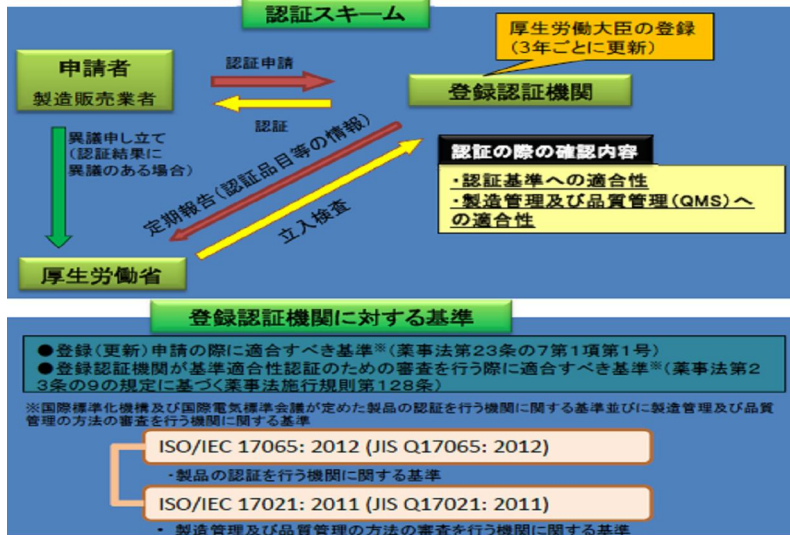 認証スキーム
厚生労働大臣の登録
(3年ごとに更新)
申請者
製造販売業者
認証申請
認証
登録認証機関
異議申し立て
(認証結果に
異議のある場合)
定期報告(認証品目等の情報)
立入検査
認証の際の確認内容
・認証基準への適合性
・製造管理及び品質管理(QMS)へ
の適合性
厚生労働省
登録認証機関に対する基準
●登録(更新)申請の際に適合すべき基準※(薬事法第23条の7第1項第1号)
●登録認証機関が基準適合性認証のための審査を行う際に適合すべき基準※(薬事法第2
3条の9の規定に基づく薬事法施行規則第128条)
※国際標準化機構及び国際電気標準会議が定めた製品の認証を行う機関に関する基準並びに製造管理及び品質
管理の方法の審査を行う機関に関する基準
ISO/IEC 17065: 2012 (JIS Q17065: 2012)
・製品の認証を行う機関に関する基準
ISO/IEC 17021: 2011 (JIS Q17021: 2011)
・ 製造管理及び品質管理の方法の審査を行う機関に関する基準